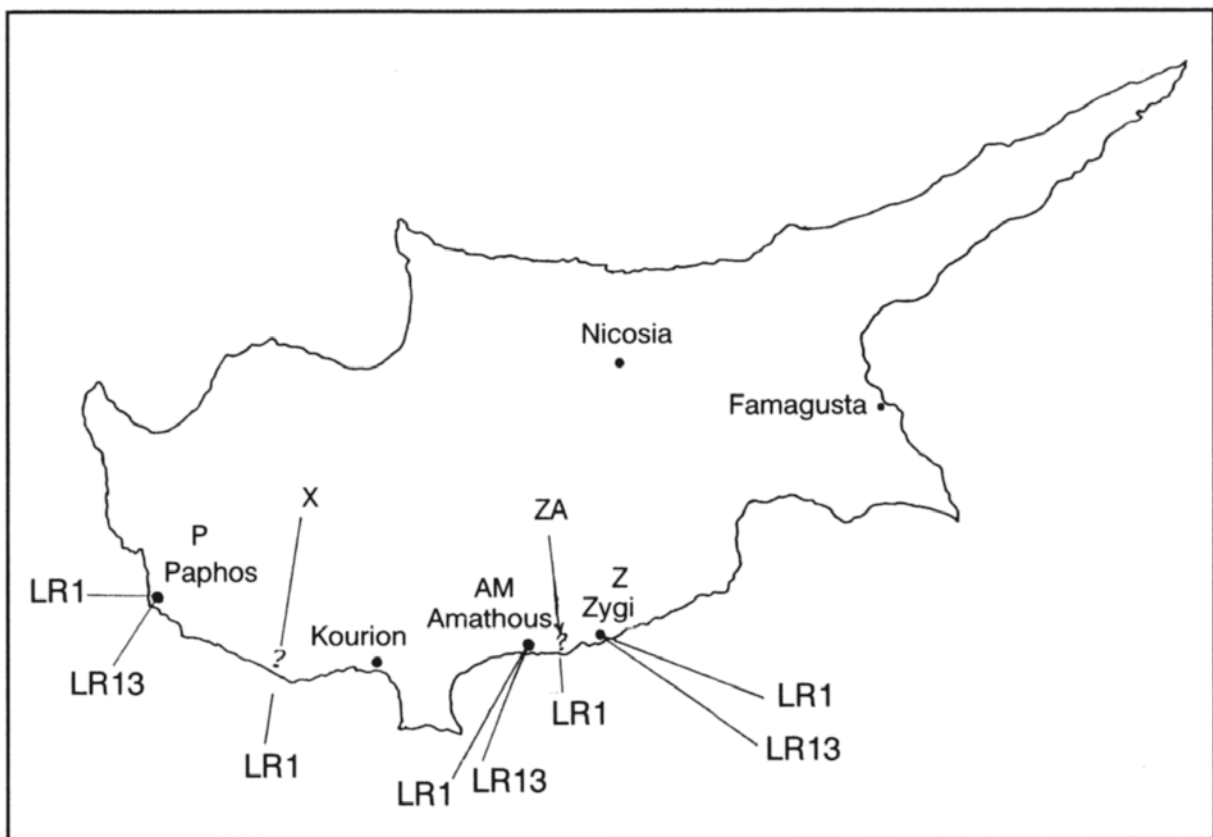 Nicosia
Famagusta
X
ZA
P
Paphos
LR1
LR13
?
LR1
Kourion
AM
Amathous
LR1
LR13
?
LR1
Z
Zygi
LR1
LR13